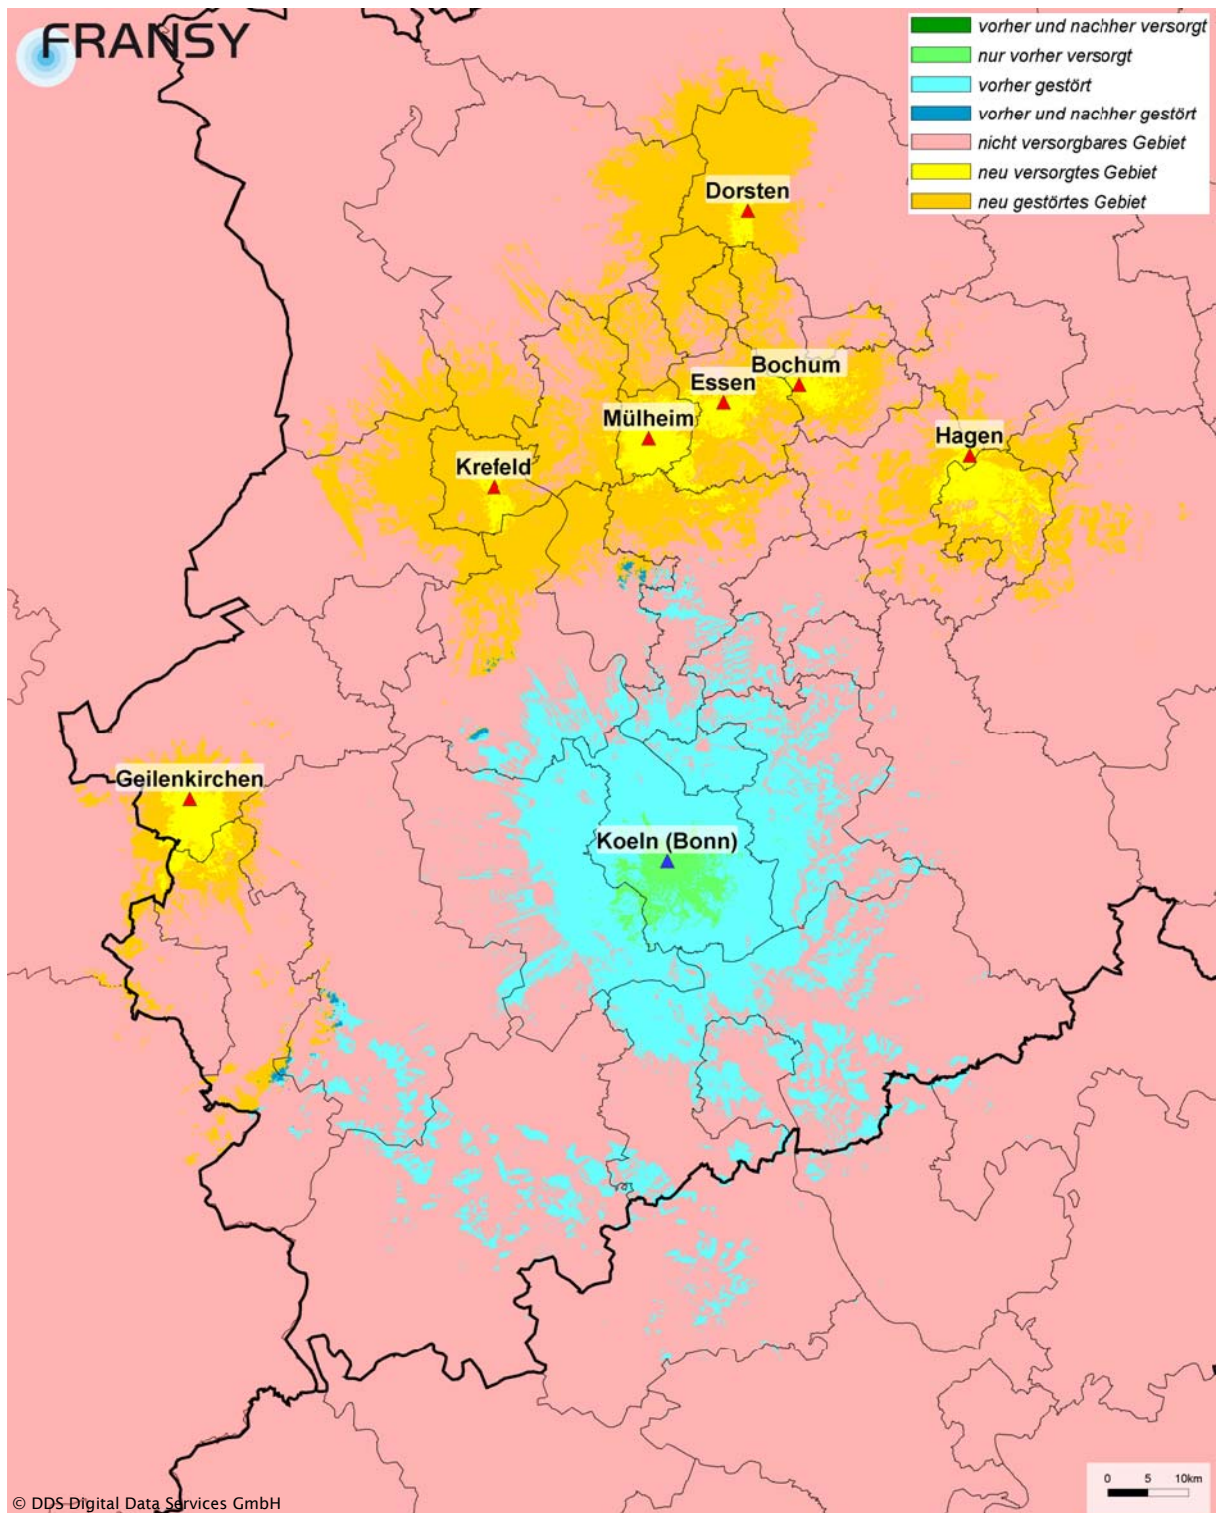 FRANSY
vorher und nachher versorgt
nur vorher versorgt
vorher gestört
vorher und nachher gestört
nicht versorgbares Gebiet
neu versorgtes Gebiet
neu gestörtes Gebiet
Dorsten
Bochum
Essen
Mülheim
Hagen
Krefeld
Geilenkirchen
Koeln (Bonn)
0 5 10km
© DDS Digital Data Services GmbH